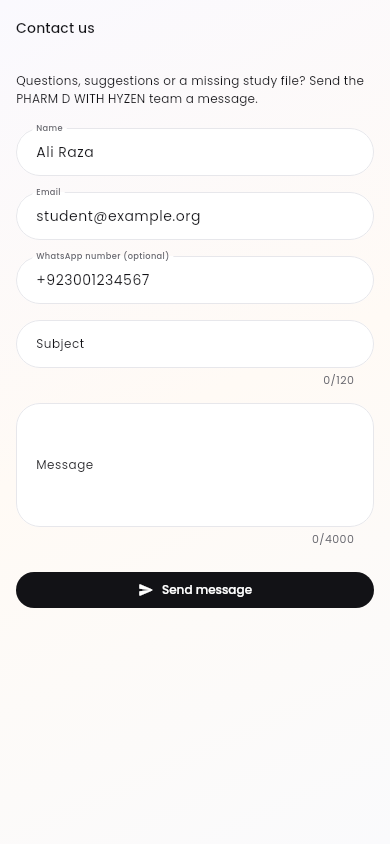 Contact us
Questions, suggestions or a missing study file? Send the
PHARM D WITH HYZEN team a message.
Name
Ali Raza
Email
student@example.org
WhatsApp number (optional)
+923001234567
Subject
0/120
Message
0/4000
Send message